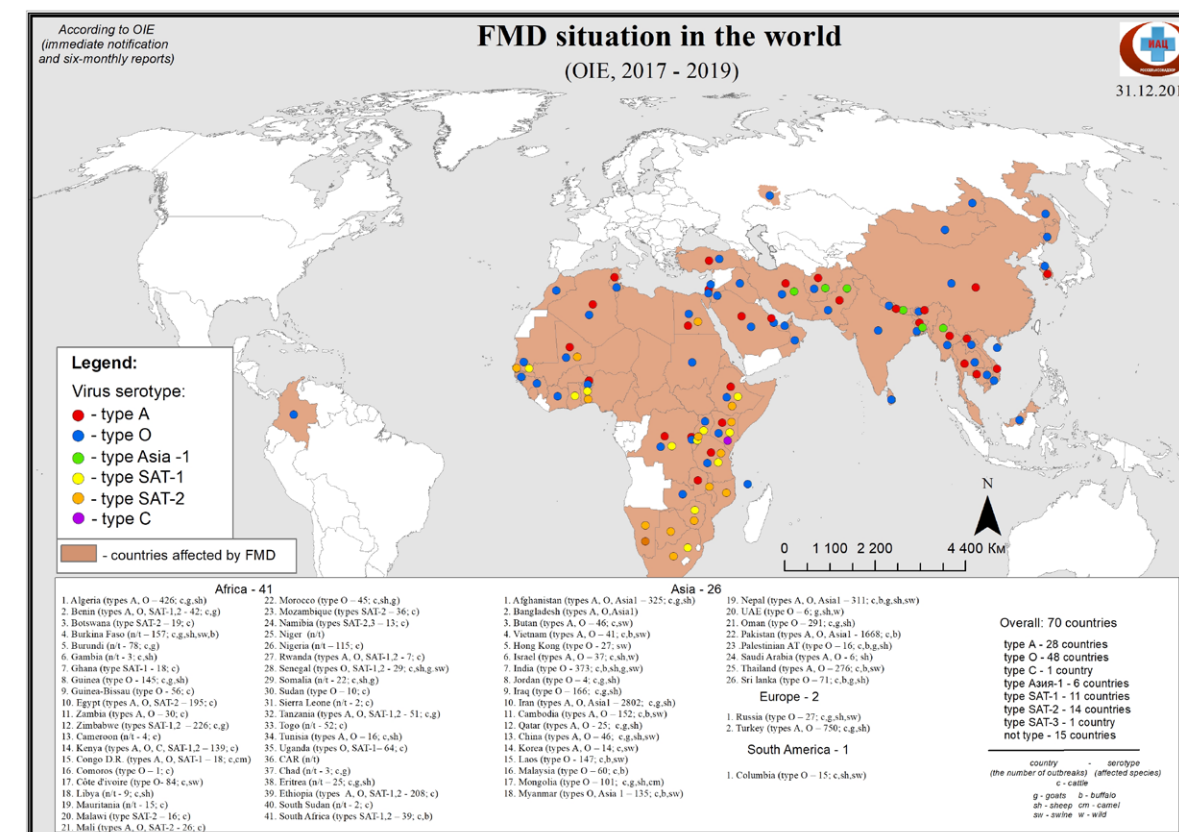 According to OIE
(immediate notification
and six-monthly reports)
FMD situation in the world
(OIE, 2017 - 2019)
ИАЦ
31.12.201
Legend:
Virus serotype:
- type A
- type O
- type Asia -1
- type SAT-1
- type SAT-2
- type C
- countries affected by FMD
N
0 1 100 2 200 4 400 Км
Africa - 41
1. Algeria (types A, O – 426; c,g,sh)
2. Benin (types A, O, SAT-1,2 - 42; c,g)
3. Botswana (type SAT-2 – 19; c)
4. Burkina Faso (n/t – 157; c,g,sh,sw,b)
5. Burundi (n/t - 78; c,g)
6. Gambia (n/t - 3; c,sh)
7. Ghana (type SAT-1 - 18; c)
8. Guinea (type O - 145; c,g,sh)
9. Guinea-Bissau (type O - 56; c)
10. Egypt (types A, O, SAT-2 – 195; c)
11. Zambia (types A, O – 30; c)
12. Zimbabwe (types SAT-1,2 – 226; c,g)
13. Cameroon (n/t - 4; c)
14. Kenya (types A, O, C, SAT-1,2 – 139; c)
15. Congo D.R. (types A, O, SAT-1 – 18; c,cm)
16. Comoros (type O – 1; c)
17. Côte d'ivoire (type O- 84; c,sw)
18. Libya (n/t - 9; c,sh)
19. Mauritania (n/t - 15; c)
20. Malawi (type SAT-2 – 16; c)
21. Mali (types A, O, SAT-2 - 26; c)
22. Morocco (type O – 45; c,sh,g)
23. Mozambique (types SAT-2 – 36; c)
24. Namibia (types SAT-2,3 – 13; c)
25. Niger (n/t)
26. Nigeria (n/t – 115; c)
27. Rwanda (types A, O, SAT-1,2 - 7; c)
28. Senegal (types O, SAT-1,2 - 29; c,sh,g,sw)
29. Somalia (n/t - 22; c,sh,g)
30. Sudan (type O – 10; c)
31. Sierra Leone (n/t - 2; c)
32. Tanzania (types A, O, SAT-1,2 - 51; c,g)
33. Togo (n/t - 52; c)
34. Tunisia (types A, O – 16; c,sh)
35. Uganda (types O, SAT-1– 64; c)
36. CAR (n/t)
37. Chad (n/t - 3; c,g)
38. Eritrea (n/t – 25; c,g,sh)
39. Ethiopia (types A, O, SAT-1,2 - 208; c)
40. South Sudan (n/t - 2; c)
41. South Africa (types SAT-1,2 – 39; c,b)
Asia - 26
1. Afghanistan (types A, O, Asia1– 325; c,g,sh)
2. Bangladesh (types A, O,Asia1)
3. Butan (types A, O – 46; c,sw)
4. Vietnam (types A, O – 41; c,b,sw)
5. Hong Kong (type O - 27; sw)
6. Israel (types A, O – 37; c,sh,w)
7. India (type O - 373; c,b,sh,g,sw)
8. Jordan (type O – 4; c,g,sh)
9. Iraq (type O – 166; c,g,sh)
10. Iran (types A, O, Asia1 – 2802; c,g,sh)
11. Cambodia (types A, O – 152; c,b,sw)
12. Qatar (types A, O - 25; c,g,sh)
13. China (types A, O – 46; c,g,sh,sw)
14. Korea (types A, O – 14; c,sw)
15. Laos (type O - 147; c,b,sw)
16. Malaysia (type O – 60; c,b)
17. Mongolia (type O – 101; c,g,sh,cm)
18. Myanmar (types O, Asia 1 – 135; c,b,sw)
19. Nepal (types A, O, Asia1 – 311; c,b,g,sh,sw)
20. UAE (type O – 6; g,sh,w)
21. Oman (type O – 291; c,g,sh)
22. Pakistan (types A, O, Asia1 - 1668; c,b)
23 .Palestinian AT (type O – 16; c,b,g,sh)
24. Saudi Arabia (types A, O – 6; sh)
25. Thailand (types A, O – 276; c,b,sw)
26. Sri lanka (type O – 71; c,b,g,sh)
Europe - 2
1. Russia (type O – 27; c,g,sh,sw)
2. Turkey (types A, O – 750; c,g,sh)
South America - 1
1. Columbia (type O – 15; c,sh,sw)
Overall: 70 countries
type A - 28 countries
type O - 48 countries
type C - 1 country
type Азия-1 - 6 countries
type SAT-1 - 11 countries
type SAT-2 - 14 countries
type SAT-3 - 1 country
not type - 15 countries
country - serotype
(the number of outbreaks) (affected species)
c - cattle
g - goats b - buffalo
sh - sheep cm - camel
sw - swine w - wild